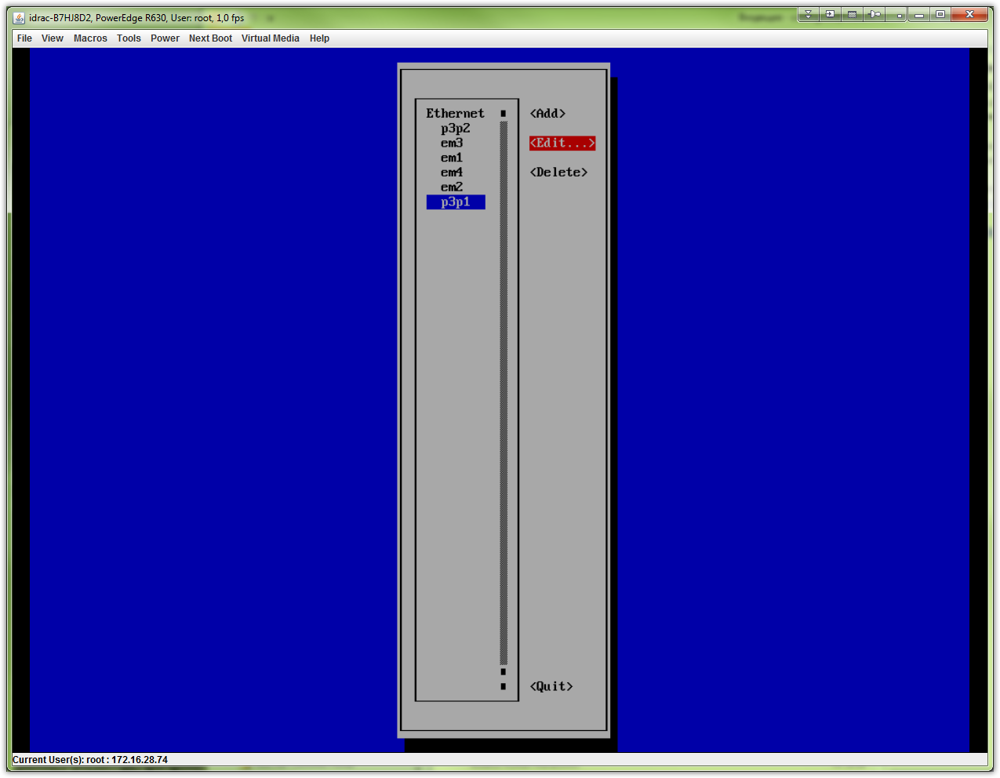 idrac-B7HJ8D2, PowerEdge R630, User: root, 1,0 fps
File View Macros Tools Power Next Boot Virtual Media Help
Ethernet <Add>
p3p2
em3 <Edit...>
em1
em4 <Delete>
em2
p3p1
<Quit>
Current User(s): root : 172.16.28.74